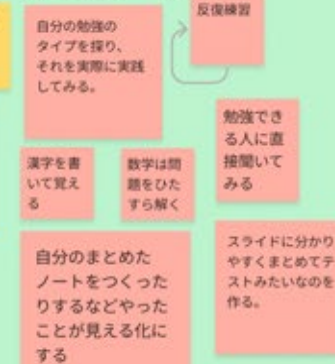 自分の勉強の
タイプを探り、
それを実際に実践
してみる。
反復練習
勉強でき
る人に直
接聞いて
みる
漢字を書
いて覚え
る
数学は問
題をひた
すら解く
自分のまとめた
ノートをつくった
りするなどやった
ことが見える化に
する
スライドに分かり
やすくまとめてテ
ストみたいなのを
作る。